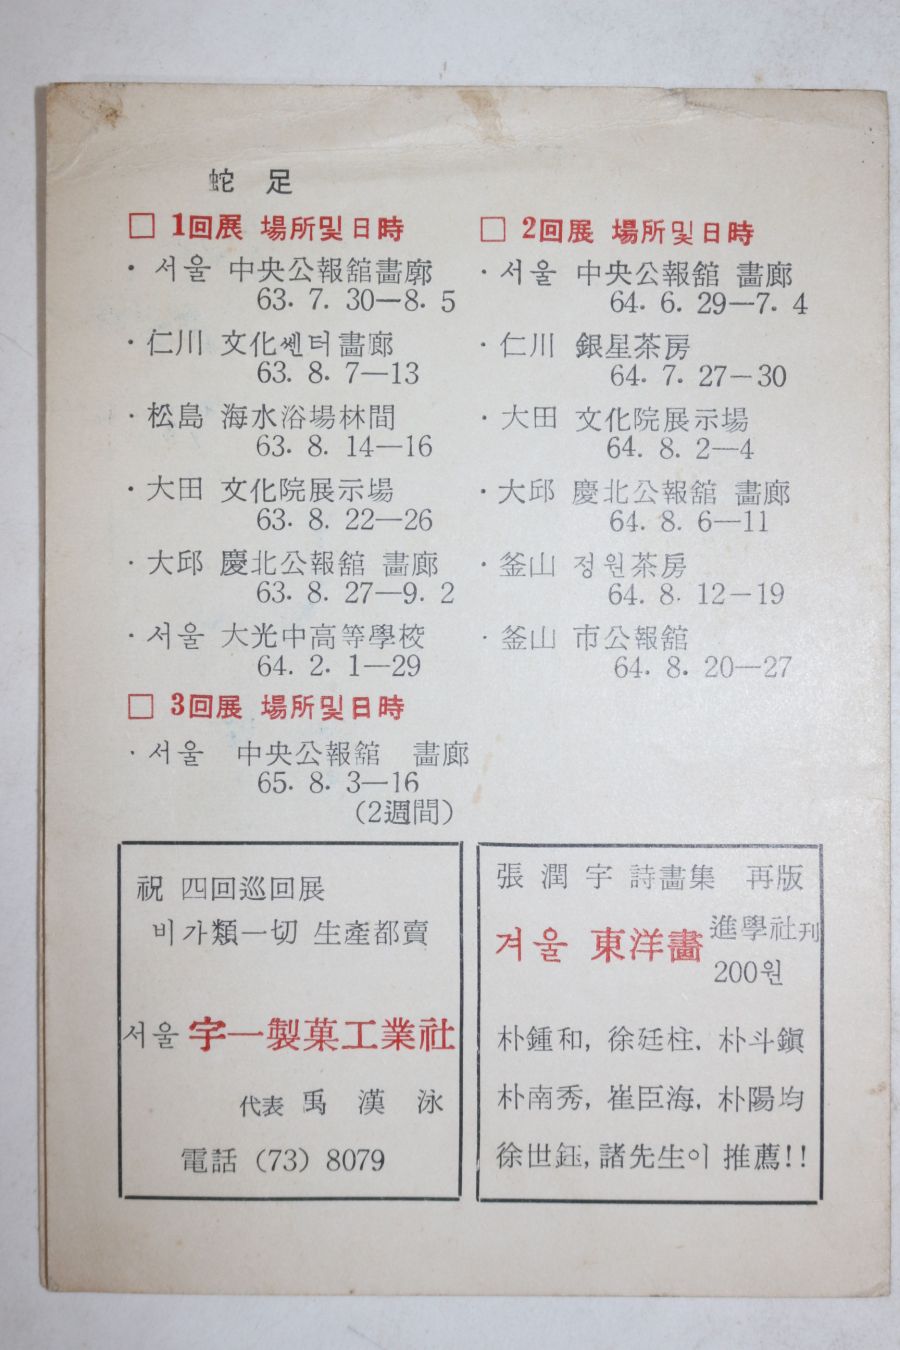 蛇足
□ 1回展 場所및日時
· 서울 中央公報舘畵廓
63. 7. 30—8. 5
· 仁川 文化쎈터畵廊
63. 8. 7—13
· 松島 海水浴場林間
63. 8. 14—16
· 大田 文化院展示場
63. 8. 22—26
· 大邱 慶北公報舘 畵廊
63. 8. 27—9. 2
· 서울 大光中高等學校
64. 2. 1—29
□ 2回展 場所및日時
· 서울 中央公報舘 畵廊
64. 6. 29—7. 4
· 仁川 銀星茶房
64. 7. 27—30
· 大田 文化院展示場
64. 8. 2—4
· 大邱 慶北公報舘 畵廊
64. 8. 6—11
· 釜山 정원茶房
64. 8. 12—19
· 釜山 市公報舘
64. 8. 20—27
□ 3回展 場所및日時
· 서울 中央公報舘 畵廊
65. 8. 3—16
(2週間)
祝 四回巡回展
비가類一切 生產都賣
서울 宇一製菓工業社
代表 禹漢泳
電話 (73) 8079
張潤宇 詩畵集 再版
겨울 東洋畵 進學社刊
200원
朴鍾和, 徐廷柱, 朴斗鎭
朴南秀, 崔臣海, 朴陽均
徐世鈺, 諸先生이 推薦!!